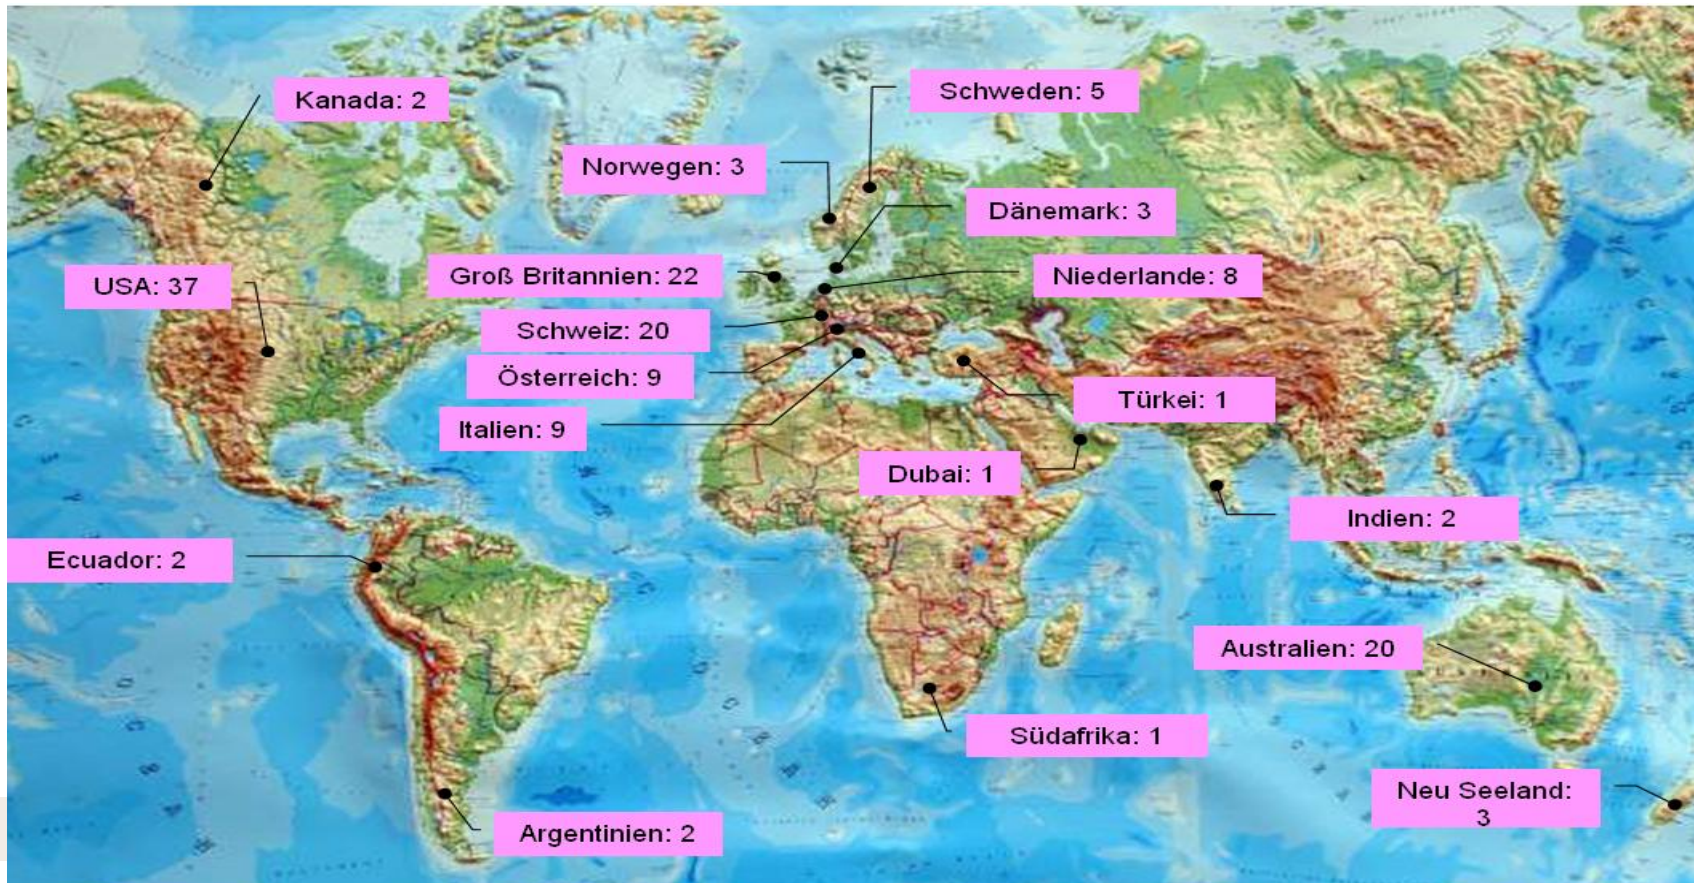 Kanada: 2
Schweden: 5
Norwegen: 3
Dänemark: 3
USA: 37
Groß Britannien: 22
Niederlande: 8
Schweiz: 20
Österreich: 9
Türkei: 1
Italien: 9
Dubai: 1
Indien: 2
Ecuador: 2
Australien: 20
Südafrika: 1
Neu Seeland:
3
Argentinien: 2